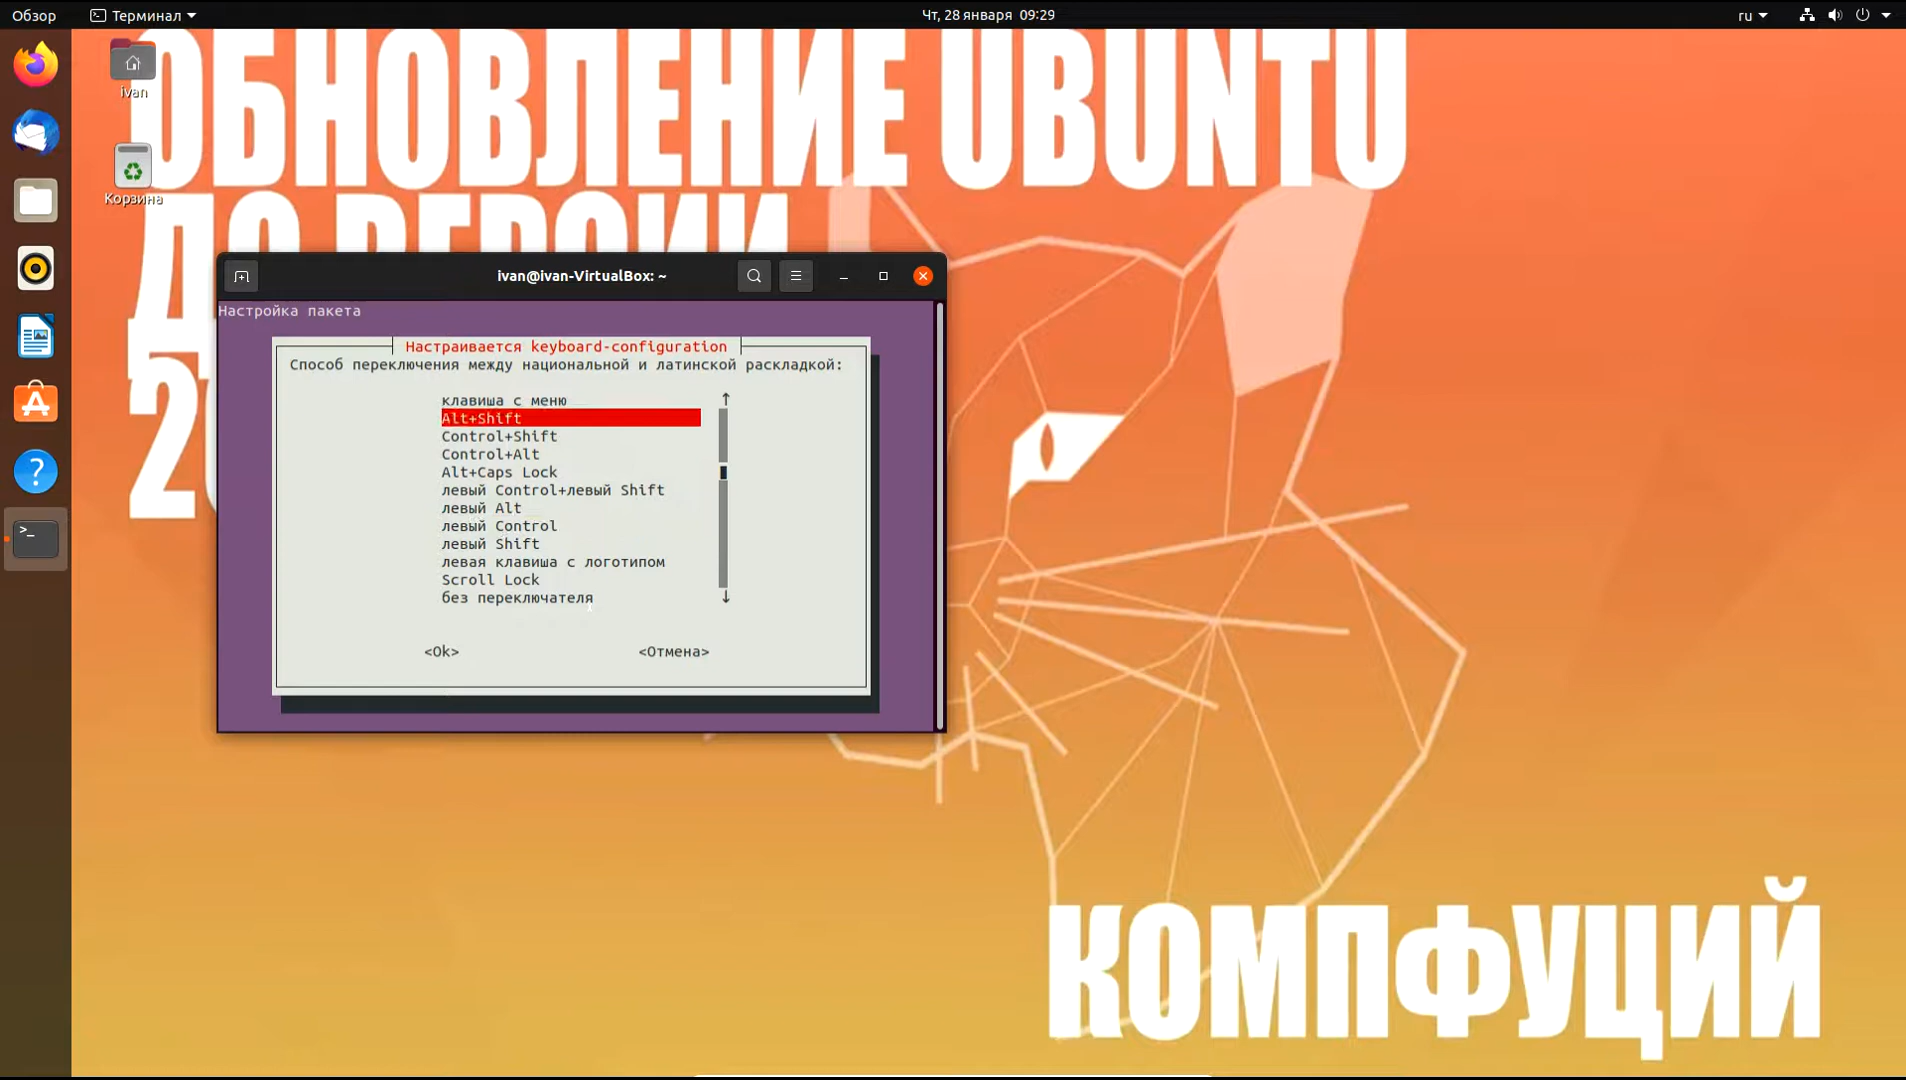 Обзор
Терминал
Чт, 28 января 09:29
ru
ОБНОВЛЕНИЕ UBUNTU
ДО ВЕРСИИ
2
ivan
Корзина
ivan@ivan-VirtualBox: ~
Настройка пакета
Настраивается keyboard-configuration
Способ переключения между национальной и латинской раскладкой:
клавиша с меню
Alt+Shift
Control+Shift
Control+Alt
Alt+Caps Lock
левый Control+левый Shift
левый Alt
левый Control
левый Shift
левая клавиша с логотипом
Scroll Lock
без переключателя
<Ok> <Отмена>
КОМПФУЦИЙ